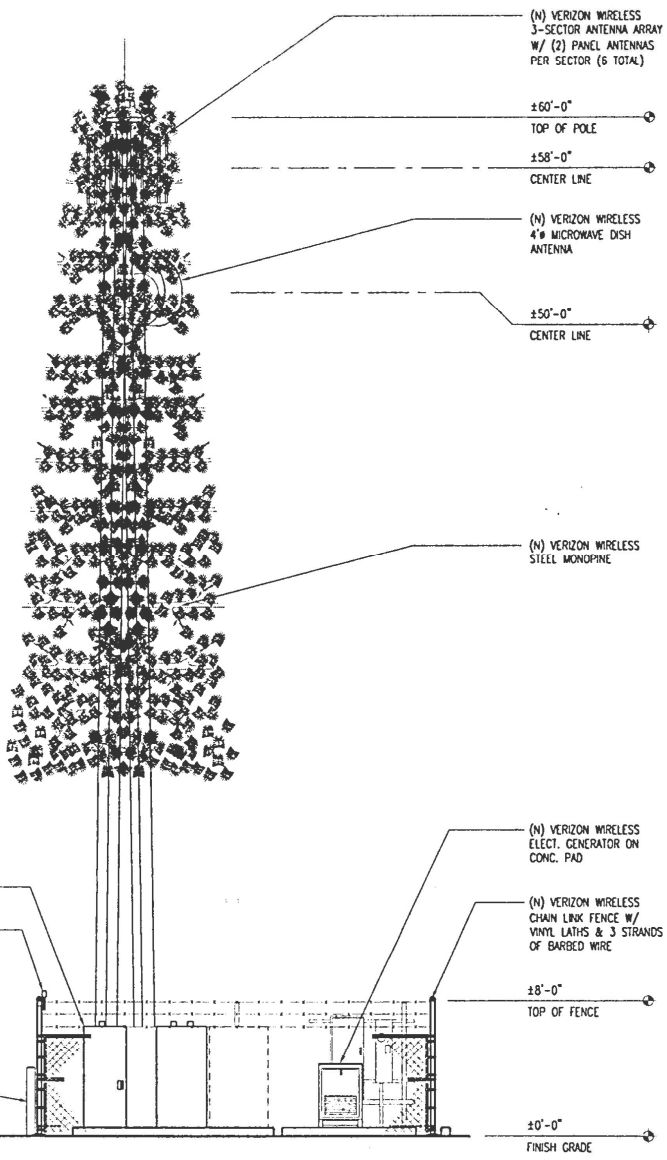 (N) VERIZON WIRELESS
3-SECTOR ANTENNA ARRAY
W/ (2) PANEL ANTENNAS
PER SECTOR (6 TOTAL)
±60'-0"
TOP OF POLE
±58'-0"
CENTER LINE
(N) VERIZON WIRELESS
4'ø MICROWAVE DISH
ANTENNA
±50'-0"
CENTER LINE
(N) VERIZON WIRELESS
STEEL MONOPINE
(N) VERIZON WIRELESS
ELECT. GENERATOR ON
CONC. PAD
(N) VERIZON WIRELESS
CHAIN LINK FENCE W/
VINYL LATHS & 3 STRANDS
OF BARBED WIRE
±8'-0"
TOP OF FENCE
±0'-0"
FINISH GRADE